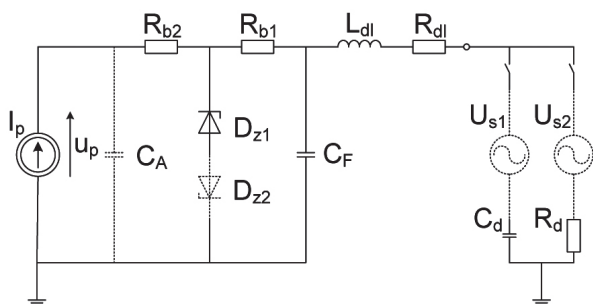 R_b2
R_b1
L_dl
R_dl
I_p
u_p
C_A
D_z1
D_z2
C_F
U_s1
U_s2
C_d
R_d